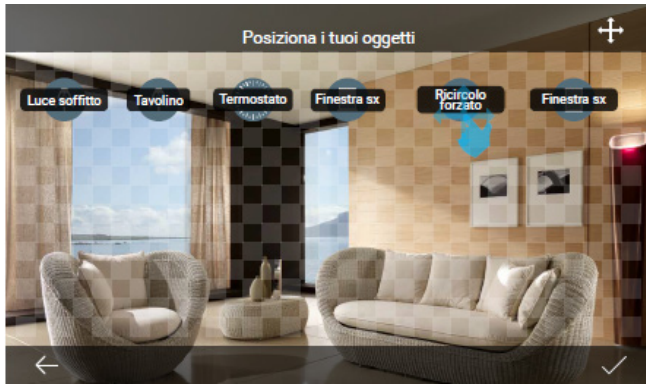 Posiziona i tuoi oggetti
Luce soffitto
Tavolino
Termostato
Finestra sx
Ricircolo
forzato
Finestra sx